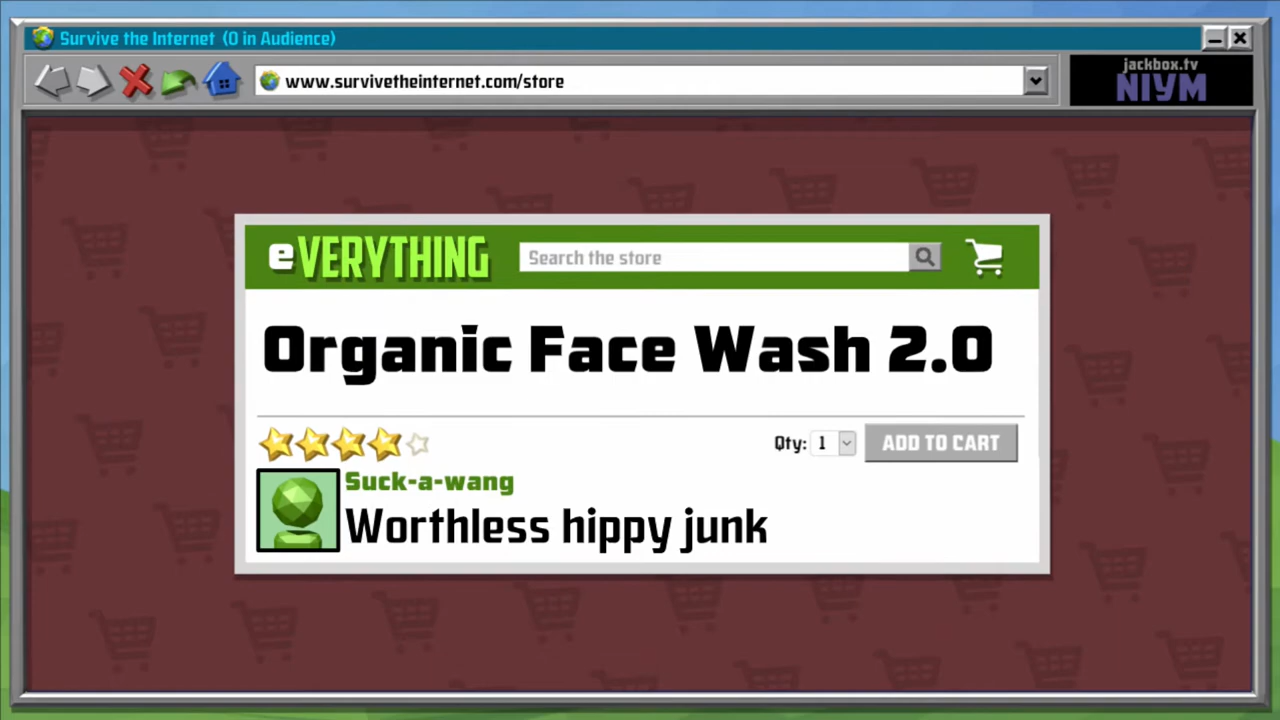 Survive the Internet (0 in Audience)
www.survivetheinternet.com/store
jackbox.tv
NIYM
eVERYTHING
Search the store
Organic Face Wash 2.0
Qty: 1
ADD TO CART
Suck-a-wang
Worthless hippy junk